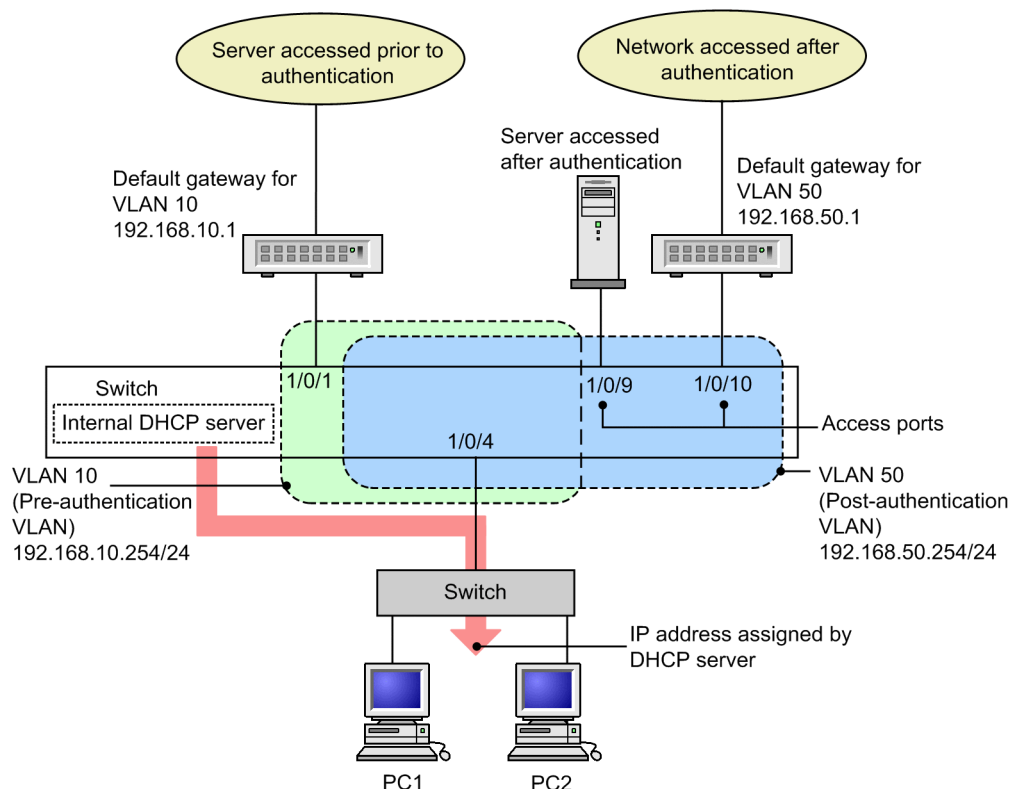 Server accessed prior to
authentication
Network accessed after
authentication
Server accessed
after authentication
Default gateway for
VLAN 10
192.168.10.1
Default gateway for
VLAN 50
192.168.50.1
1/0/1
1/0/9
1/0/10
Switch
Internal DHCP server
1/0/4
Access ports
VLAN 10
(Pre-authentication
VLAN)
192.168.10.254/24
VLAN 50
(Post-authentication
VLAN)
192.168.50.254/24
Switch
IP address assigned by
DHCP server
PC1
PC2